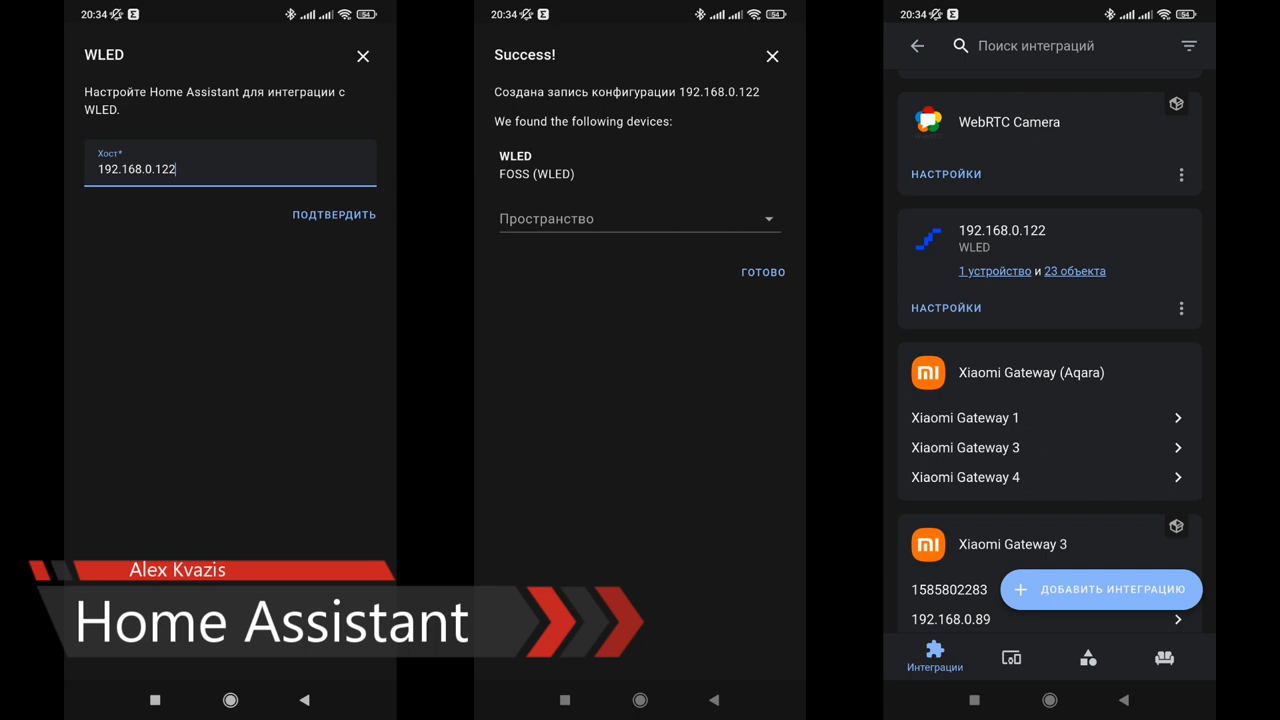 20:34
54
WLED
Настройте Home Assistant для интеграции с
WLED.
Хост*
192.168.0.122
ПОДТВЕРДИТЬ
20:34
54
Success!
Создана запись конфигурации 192.168.0.122
We found the following devices:
WLED
FOSS (WLED)
Пространство
ГОТОВО
20:34
54
Поиск интеграций
WebRTC Camera
НАСТРОЙКИ
192.168.0.122
WLED
1 устройство и 23 объекта
НАСТРОЙКИ
Xiaomi Gateway (Aqara)
Xiaomi Gateway 1
Xiaomi Gateway 3
Xiaomi Gateway 4
Xiaomi Gateway 3
1585802283
ДОБАВИТЬ ИНТЕГРАЦИЮ
192.168.0.89
Интеграции
Alex Kvazis
Home Assistant